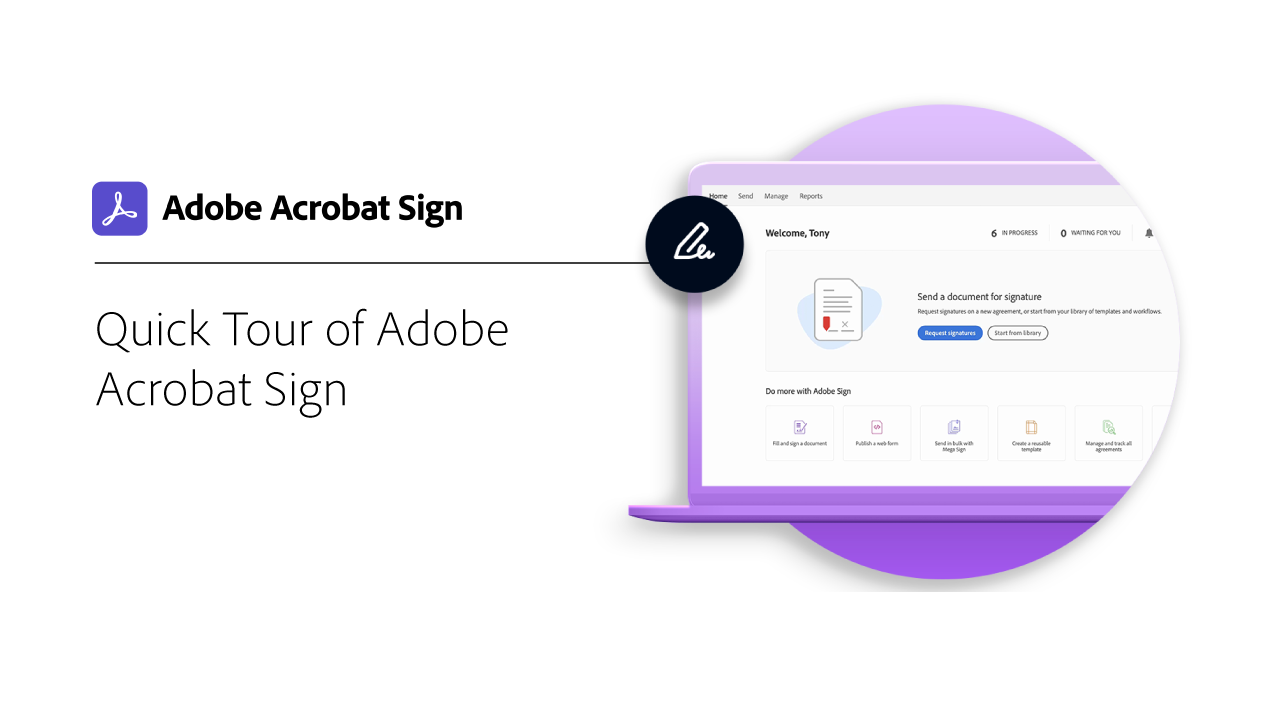 Adobe Acrobat Sign
Quick Tour of Adobe
Acrobat Sign
Home Send Manage Reports
Welcome, Tony
6 IN PROGRESS 0 WAITING FOR YOU
Send a document for signature
Request signatures on a new agreement, or start from your library of templates and workflows.
Request signatures Start from library
Do more with Adobe Sign
Fill and sign a document
Publish a web form
Send in bulk with
Mega Sign
Create a reusable
template
Manage and track all
agreements